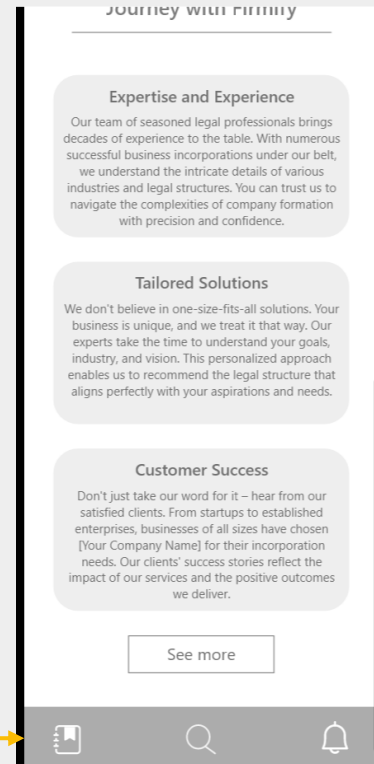 Journey with Firmify
Expertise and Experience
Our team of seasoned legal professionals brings
decades of experience to the table. With numerous
successful business incorporations under our belt,
we understand the intricate details of various
industries and legal structures. You can trust us to
navigate the complexities of company formation
with precision and confidence.
Tailored Solutions
We don't believe in one-size-fits-all solutions. Your
business is unique, and we treat it that way. Our
experts take the time to understand your goals,
industry, and vision. This personalized approach
enables us to recommend the legal structure that
aligns perfectly with your aspirations and needs.
Customer Success
Don't just take our word for it – hear from our
satisfied clients. From startups to established
enterprises, businesses of all sizes have chosen
[Your Company Name] for their incorporation
needs. Our clients' success stories reflect the
impact of our services and the positive outcomes
we deliver.
See more